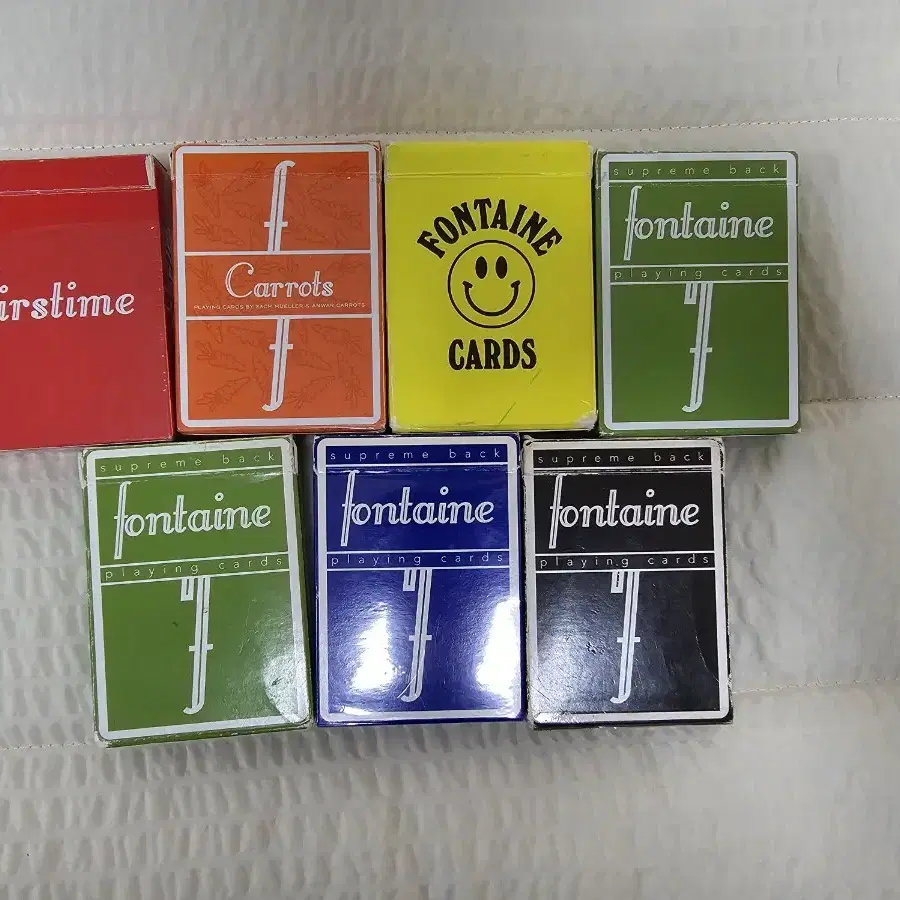 irstime
Carrots
PLAYING CARDS BY ZACH MUELLER & ANWAR CARROTS
FONTAINE
CARDS
supreme back
fontaine
playing cards
supreme back
fontaine
playing cards
supreme back
fontaine
playing cards
supreme back
fontaine
playing cards